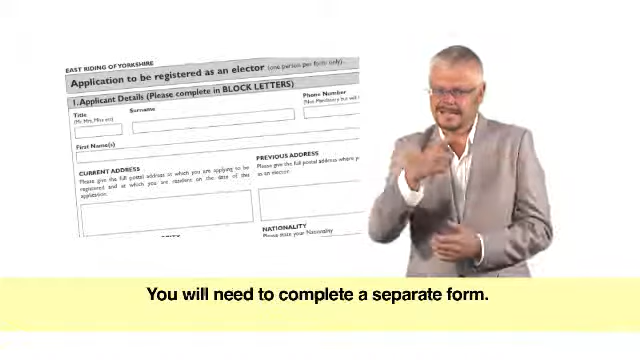 EAST RIDING OF YORKSHIRE
Application to be registered as an elector (one person per form only)...
1. Applicant Details (Please complete in BLOCK LETTERS)
Title
Surname
Phone Number
(Mr, Mrs, Miss etc)
(Not Mandatory but will
First Name(s)
CURRENT ADDRESS
PREVIOUS ADDRESS
Please give the full postal address at which you are applying to be
registered and at which you are resident on the date of this
application.
Please give the full postal address where y
as an elector.
NATIONALITY
Please state your Nationality
You will need to complete a separate form.